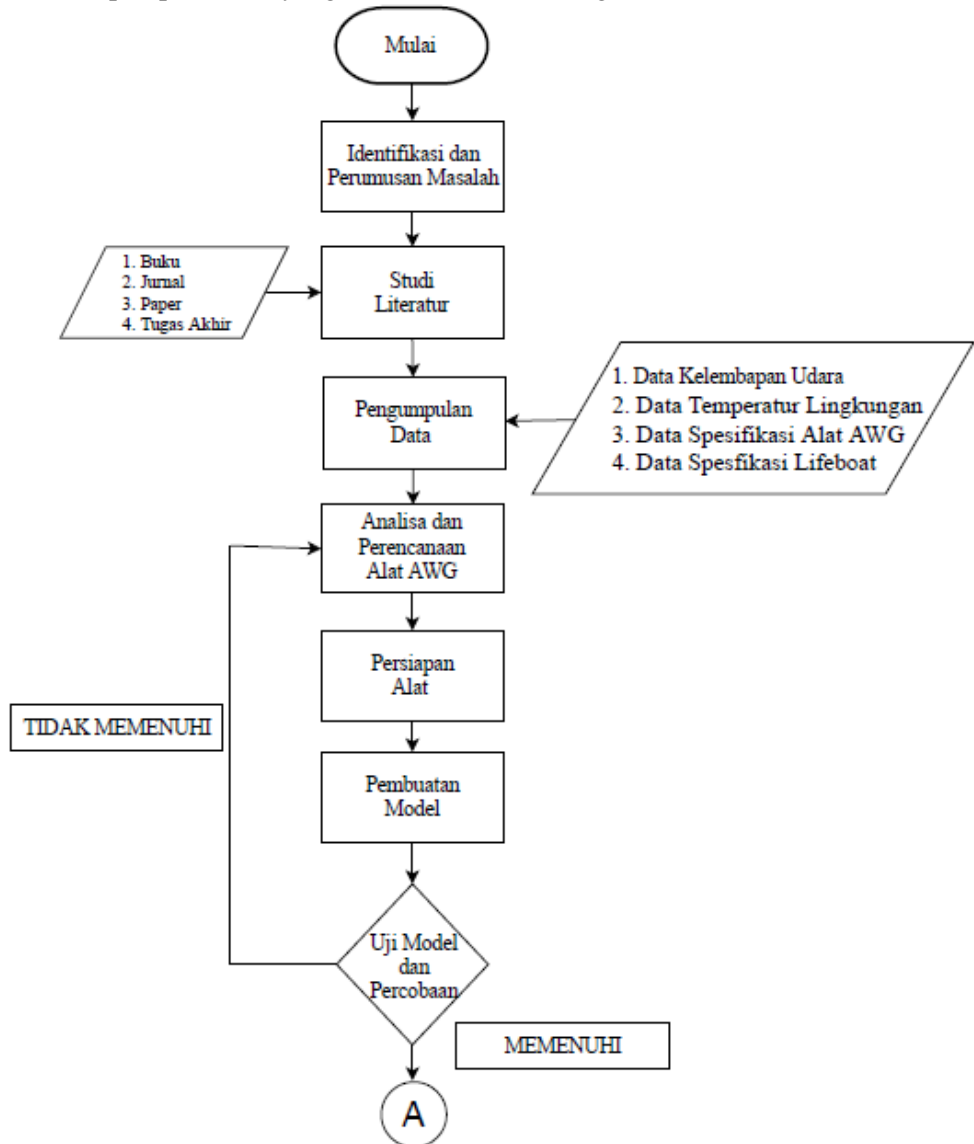 Mulai
Identifikasi dan
Perumusan Masalah
1. Buku
2. Jurnal
3. Paper
4. Tugas Akhir
Studi
Literatur
Pengumpulan
Data
1. Data Kelembapan Udara
2. Data Temperatur Lingkungan
3. Data Spesifikasi Alat AWG
4. Data Spesfikasi Lifeboat
Analisa dan
Perencanaan
Alat AWG
Persiapan
Alat
TIDAK MEMENUHI
Pembuatan
Model
Uji Model
dan
Percobaan
MEMENUHI
A